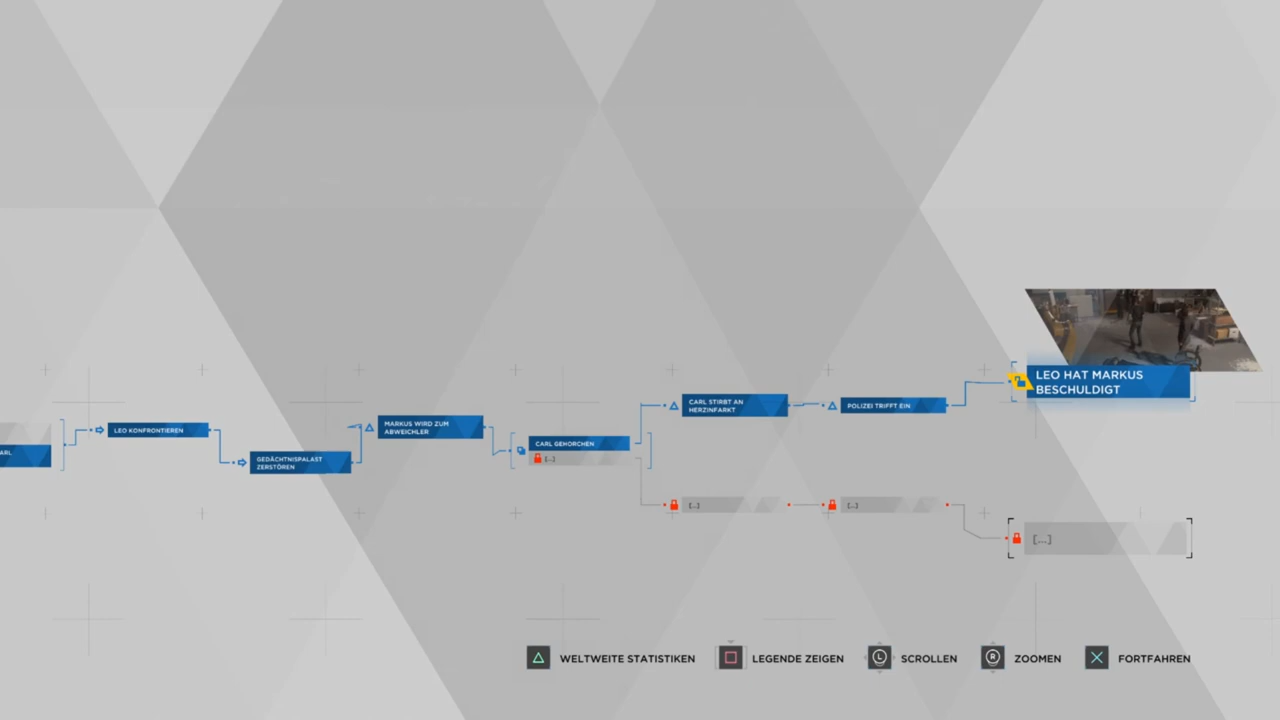 LEO HAT MARKUS
BESCHULDIGT
CARL STIRBT AN
HERZINFARKT
POLIZEI TRIFFT EIN
MARKUS WIRD ZUM
ABWEICHLER
LEO KONFRONTIEREN
CARL GEHORCHEN
[...]
ARL
GEDÄCHTNISPALAST
ZERSTÖREN
[...]
[...]
[...]
WELTWEITE STATISTIKEN
LEGENDE ZEIGEN
L
SCROLLEN
R
ZOOMEN
FORTFAHREN